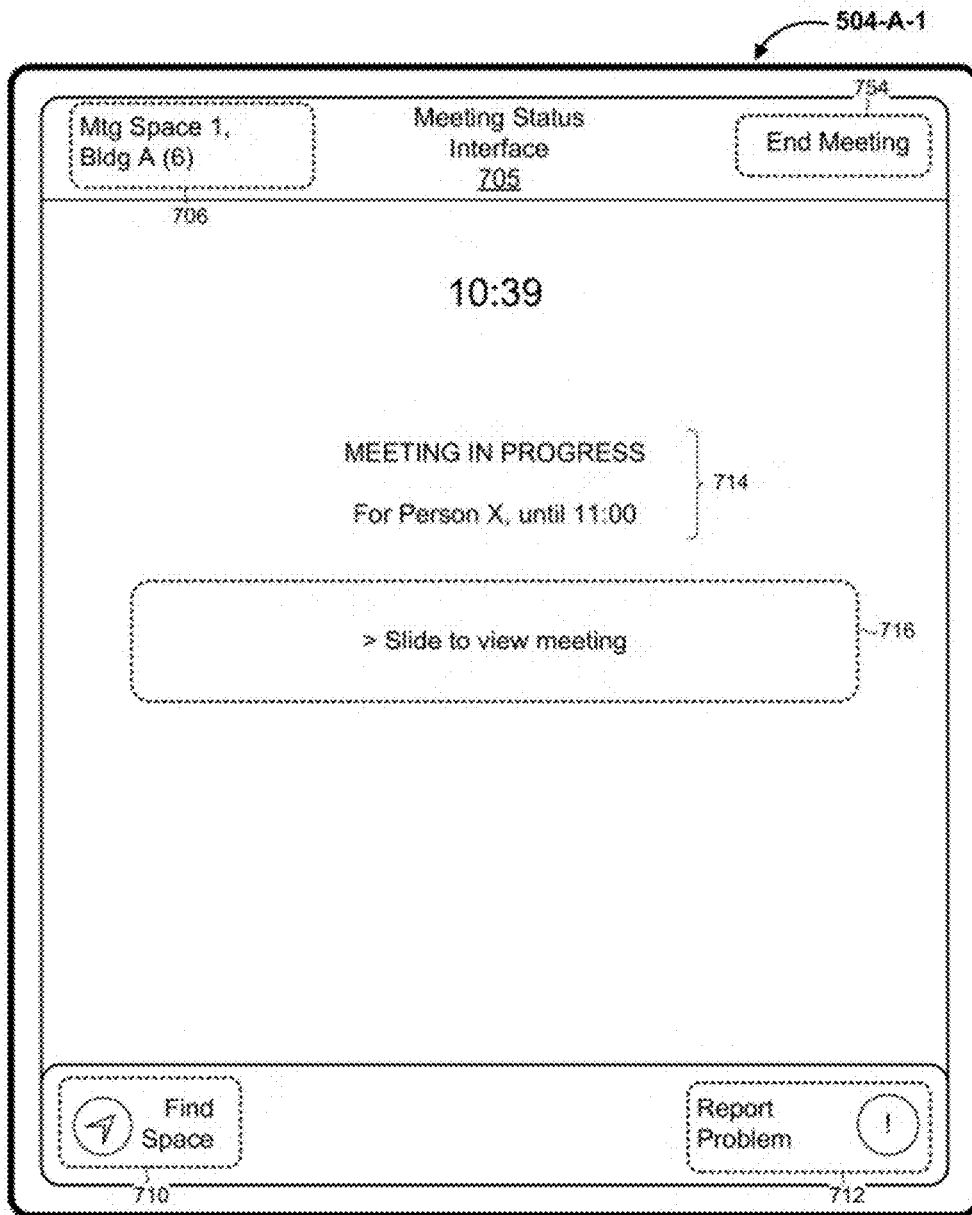 504-A-1
754
Mtg Space 1,
Bldg A (6)
Meeting Status
Interface
705
End Meeting
706
10:39
MEETING IN PROGRESS
For Person X, until 11:00
714
> Slide to view meeting
716
Find
Space
Report
Problem
!
710
712